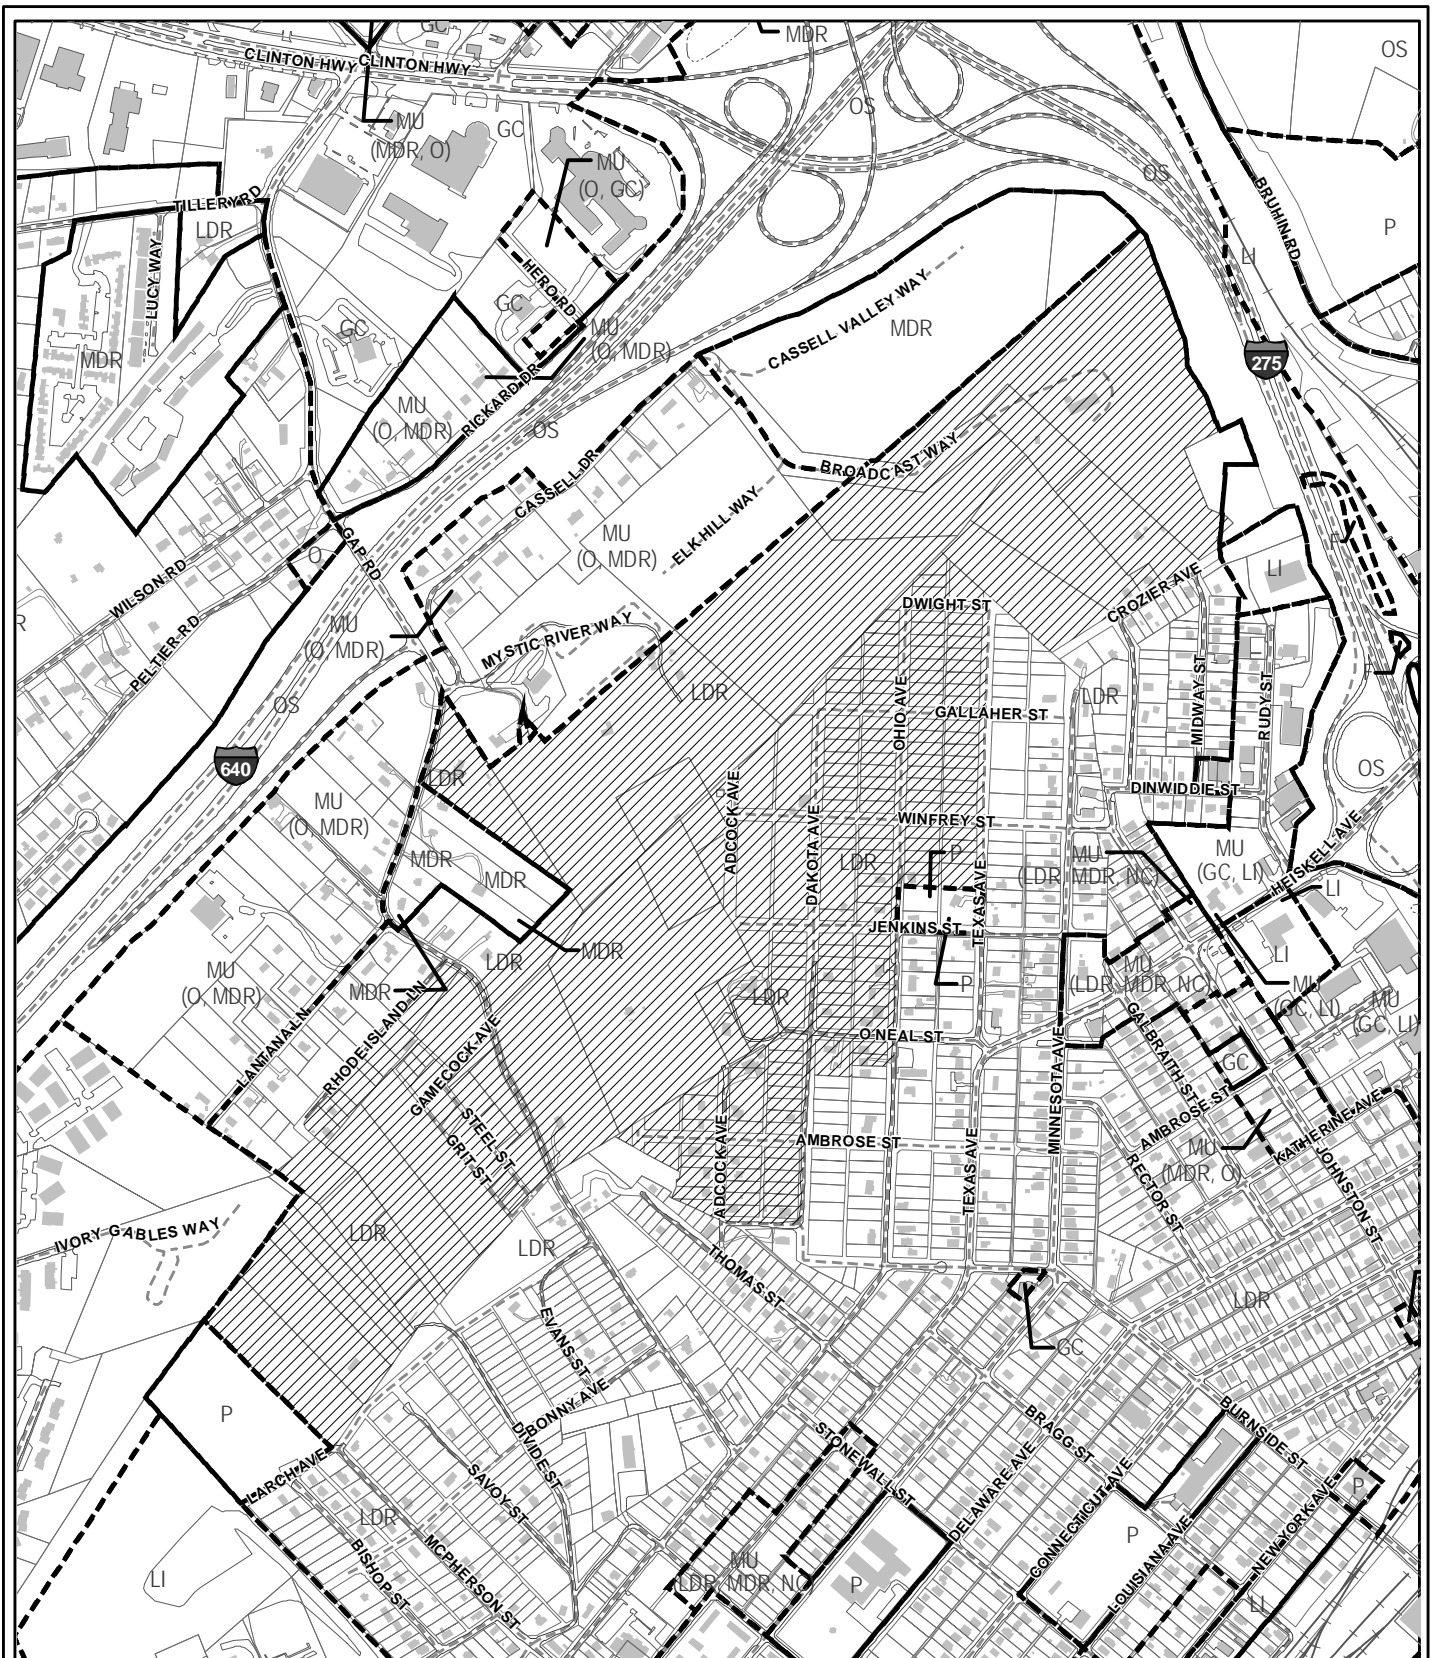 GC
MDR
OS
CLINTON HWY
CLINTON HWY
OS
MU
(MDR, O)
GC
MU
(O, GC)
OS
BRUHIN RD
P
LI
TILLERY RD
LDR
LUCY WAY
HERO RD
GC
GC
MU
(O, MDR)
CASSELL VALLEY WAY
MDR
275
MDR
MU
(O, MDR)
RICKARD DR
OS
CASSELL DR
BROADCAST WAY
MU
(O, MDR)
ELK HILL WAY
GAP RD
O
WILSON RD
PELTIER RD
MU
(O, MDR)
MYSTIC RIVER WAY
LDR
OS
640
DWIGHT ST
CROZIER AVE
LI
MIDWAY ST
RUDY ST
LDR
OHIO AVE
GALLAHER ST
DINWIDDIE ST
OS
LDR
MU
(O, MDR)
MDR
MDR
ADCOCK AVE
DAKOTA AVE
WINFREY ST
LDR
P
TEXAS AVE
MU
(LDR, MDR, NC)
MU
(GC, LI)
HEISKELL AVE
LI
JENKINS ST
P
MDR
LDR
MDR
MU
(O, MDR)
LANTANA LN
RHODE ISLAND LN
GAMECOCK AVE
LDR
O NEAL ST
MU
(LDR, MDR, NC)
LI
MU
(GC, LI)
MU
(GC, LI)
GALBRAITH ST
GC
STEEL ST
GRIT ST
ADCOCK AVE
AMBROSE ST
TEXAS AVE
MINNESOTA AVE
AMBROSE ST
RECTOR ST
MU
(MDR, O)
KATHERINE AVE
JOHNSTON ST
IVORY GABLES WAY
LDR
LDR
THOMAS ST
LDR
EVANS ST
GC
BONNY AVE
DIVIDE ST
P
LARCH AVE
SAVOY ST
LDR
BISHOP ST
MCPHERSON ST
LI
STONEWALL ST
BRAGG ST
BURNSIDE ST
DELAWARE AVE
CONNECTICUT AVE
P
LOUISIANA AVE
NEW YORK AVE
P
MU
(LDR, MDR, NC)
P
LI